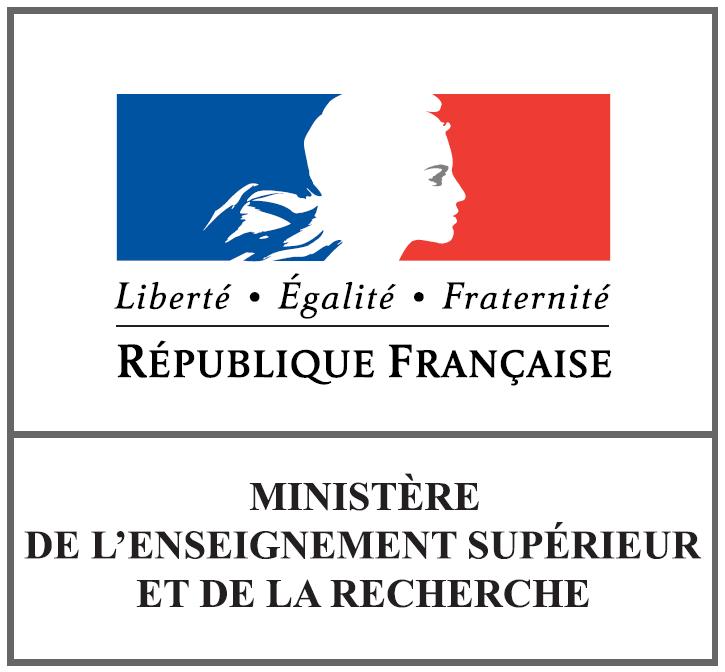 Liberté • Égalité • Fraternité
RÉPUBLIQUE FRANÇAISE
MINISTÈRE
DE L’ENSEIGNEMENT SUPÉRIEUR
ET DE LA RECHERCHE